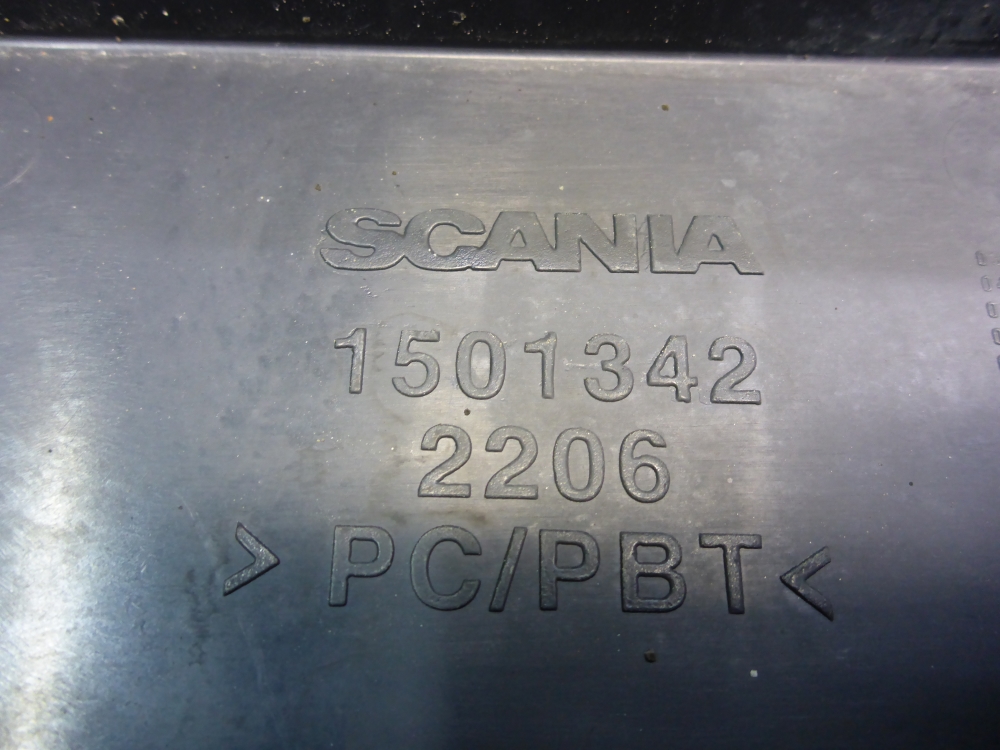 SCANIA
1501342
2206
> PC/PBT <